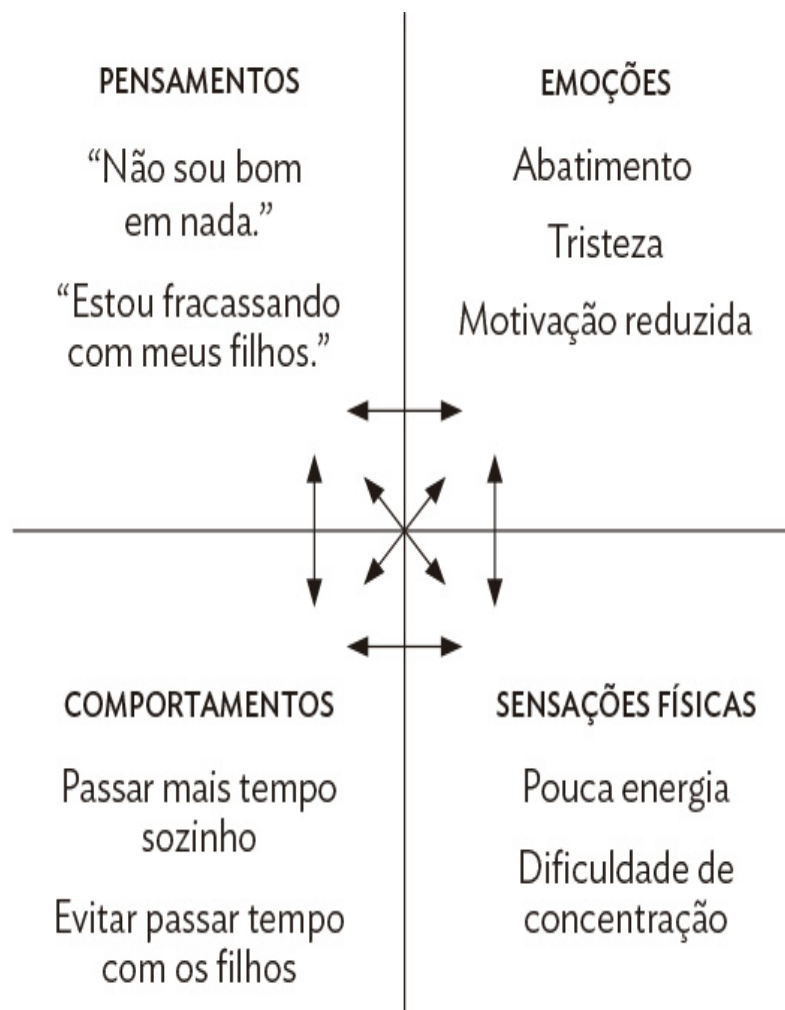 PENSAMENTOS
“Não sou bom
em nada.”
“Estou fracassando
com meus filhos.”
EMOÇÕES
Abatimento
Tristeza
Motivação reduzida
COMPORTAMENTOS
Passar mais tempo
sozinho
Evitar passar tempo
com os filhos
SENSAÇÕES FÍSICAS
Pouca energia
Dificuldade de
concentração